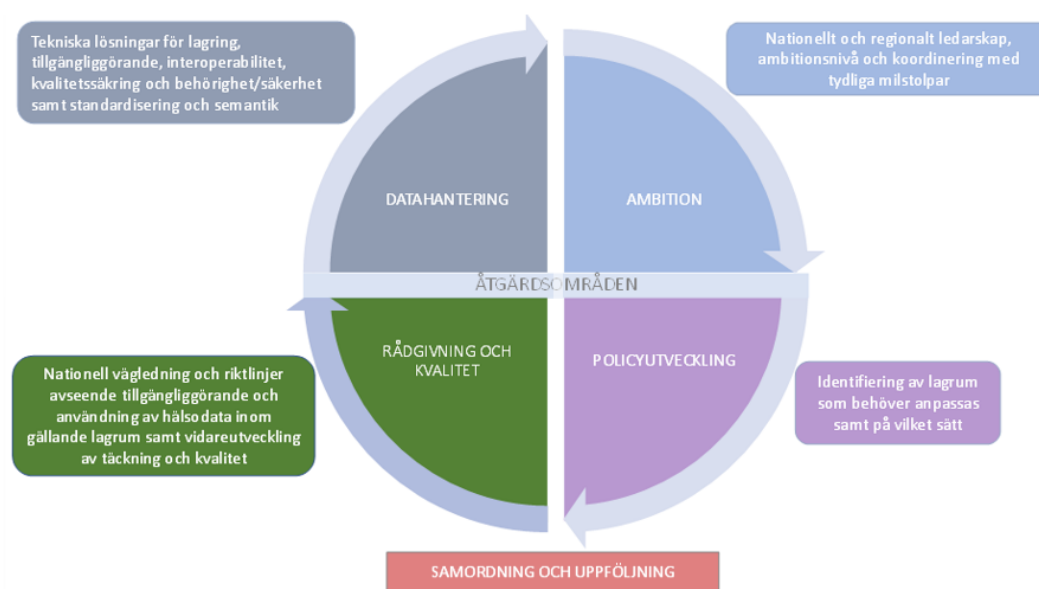 Tekniska lösningar för lagring,
tillgängliggörande, interoperabilitet,
kvalitetssäkring och behörighet/säkerhet
samt standardisering och semantik
Nationellt och regionalt ledarskap,
ambitionsnivå och koordinering med
tydliga milstolpar
DATAHANTERING
AMBITION
ÅTGÄRDSOMRÅDEN
RÅDGIVNING OCH
KVALITET
POLICYUTVECKLING
Nationell vägledning och riktlinjer
avseende tillgängliggörande och
användning av hälsodata inom
gällande lagrum samt vidareutveckling
av täckning och kvalitet
Identifiering av lagrum
som behöver anpassas
samt på vilket sätt
SAMORDNING OCH UPPFÖLJNING